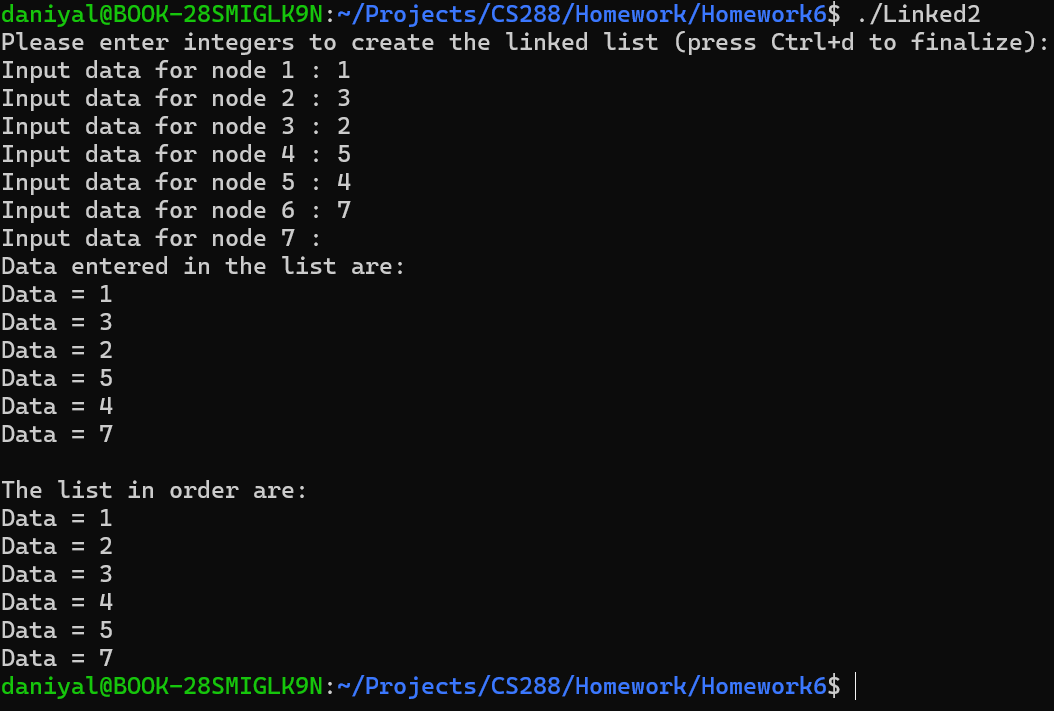 daniyal@BOOK-28SMIGLK9N:~/Projects/CS288/Homework/Homework6$ ./Linked2
Please enter integers to create the linked list (press Ctrl+d to finalize):
Input data for node 1 : 1
Input data for node 2 : 3
Input data for node 3 : 2
Input data for node 4 : 5
Input data for node 5 : 4
Input data for node 6 : 7
Input data for node 7 :
Data entered in the list are:
Data = 1
Data = 3
Data = 2
Data = 5
Data = 4
Data = 7

The list in order are:
Data = 1
Data = 2
Data = 3
Data = 4
Data = 5
Data = 7
daniyal@BOOK-28SMIGLK9N:~/Projects/CS288/Homework/Homework6$